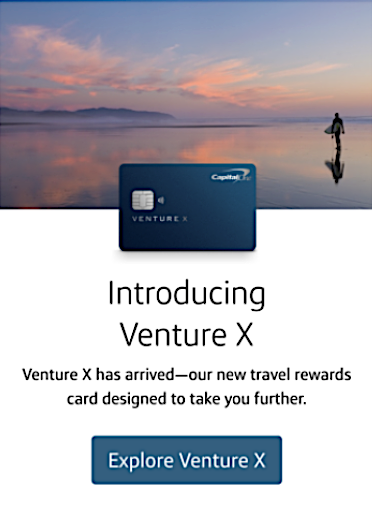 Capital One
VENTURE X
Introducing
Venture X
Venture X has arrived—our new travel rewards
card designed to take you further.
Explore Venture X